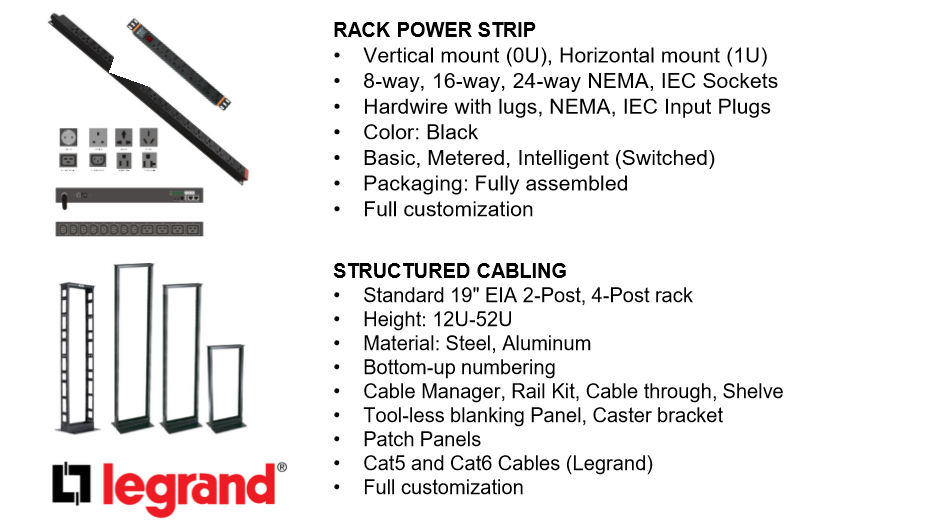 RACK POWER STRIP
• Vertical mount (0U), Horizontal mount (1U)
• 8-way, 16-way, 24-way NEMA, IEC Sockets
• Hardwire with lugs, NEMA, IEC Input Plugs
• Color: Black
• Basic, Metered, Intelligent (Switched)
• Packaging: Fully assembled
• Full customization
STRUCTURED CABLING
• Standard 19" EIA 2-Post, 4-Post rack
• Height: 12U-52U
• Material: Steel, Aluminum
• Bottom-up numbering
• Cable Manager, Rail Kit, Cable through, Shelve
• Tool-less blanking Panel, Caster bracket
• Patch Panels
• Cat5 and Cat6 Cables (Legrand)
• Full customization
legrand®